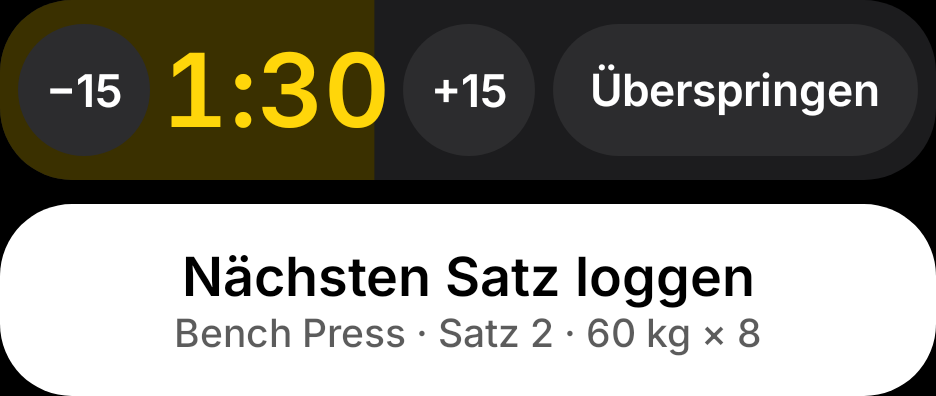 −15 1:30 +15 Überspringen
Nächsten Satz loggen
Bench Press · Satz 2 · 60 kg × 8